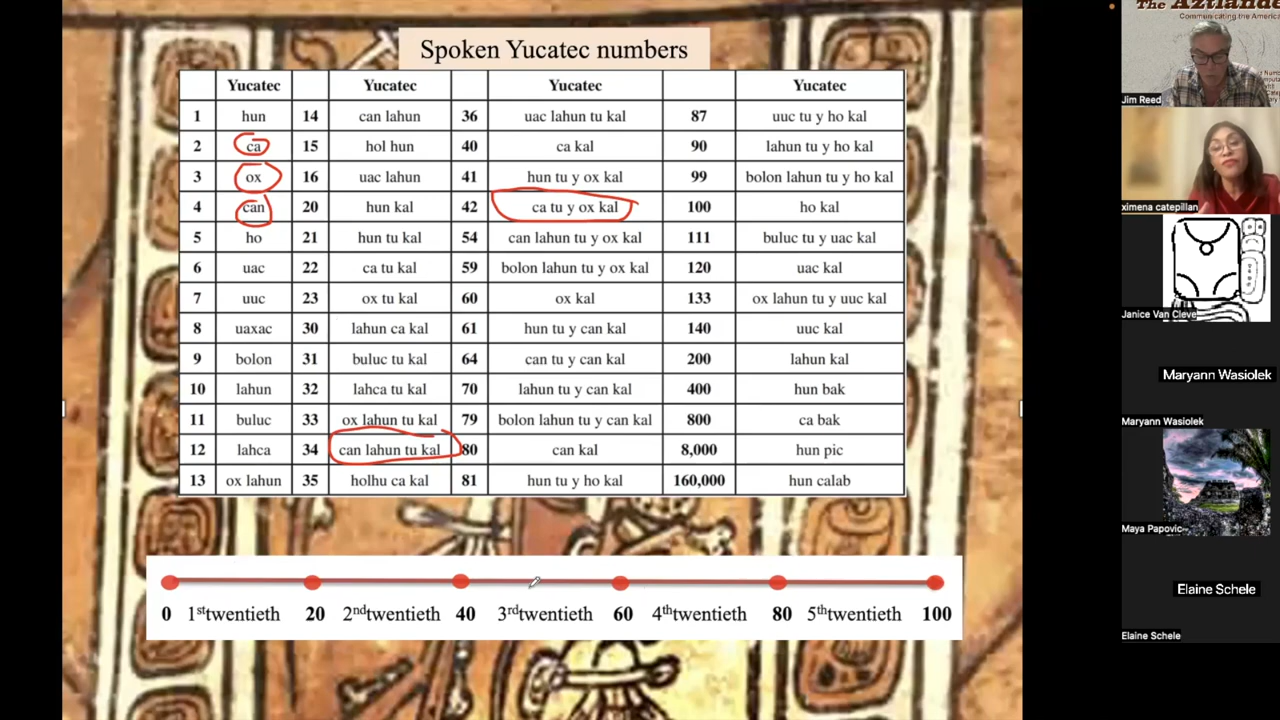 Spoken Yucatec numbers
Yucatec Yucatec Yucatec Yucatec
1 hun 14 can lahun 36 uac lahun tu kal 87 uuc tu y ho kal
2 ca 15 hol hun 40 ca kal 90 lahun tu y ho kal
3 ox 16 uac lahun 41 hun tu y ox kal 99 bolon lahun tu y ho kal
4 can 20 hun kal 42 ca tu y ox kal 100 ho kal
5 ho 21 hun tu kal 54 can lahun tu y ox kal 111 buluc tu y uac kal
6 uac 22 ca tu kal 59 bolon lahun tu y ox kal 120 uac kal
7 uuc 23 ox tu kal 60 ox kal 133 ox lahun tu y uuc kal
8 uaxac 30 lahun ca kal 61 hun tu y can kal 140 uuc kal
9 bolon 31 buluc tu kal 64 can tu y can kal 200 lahun kal
10 lahun 32 lahca tu kal 70 lahun tu y can kal 400 hun bak
11 buluc 33 ox lahun tu kal 79 bolon lahun tu y can kal 800 ca bak
12 lahca 34 can lahun tu kal 80 can kal 8,000 hun pic
13 ox lahun 35 holhu ca kal 81 hun tu y ho kal 160,000 hun calab
0 1st twentieth 20 2nd twentieth 40 3rd twentieth 60 4th twentieth 80 5th twentieth 100
The Aztlande
Communicating the America
Jim Reed
ximena catepillan
Janice Van Cleve
Maryann Wasiolek
Maryann Wasiolek
Maya Papovic
Elaine Schele
Elaine Schele